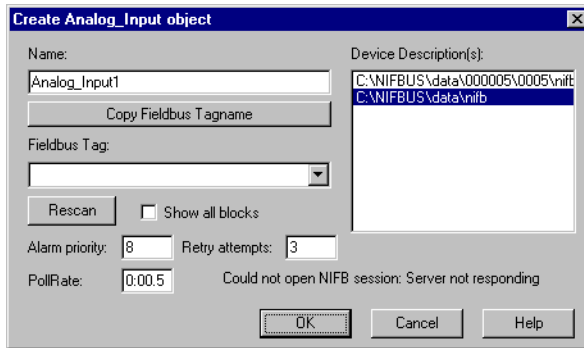 Create Analog_Input object
Name:
Analog_Input1
Copy Fieldbus Tagname
Fieldbus Tag:
Rescan
Show all blocks
Alarm priority: 8 Retry attempts: 3
PollRate: 0:00.5
Device Description(s):
C:\NIFBUS\data\000005\0005\nifb
C:\NIFBUS\data\nifb
Could not open NIFB session: Server not responding
OK Cancel Help